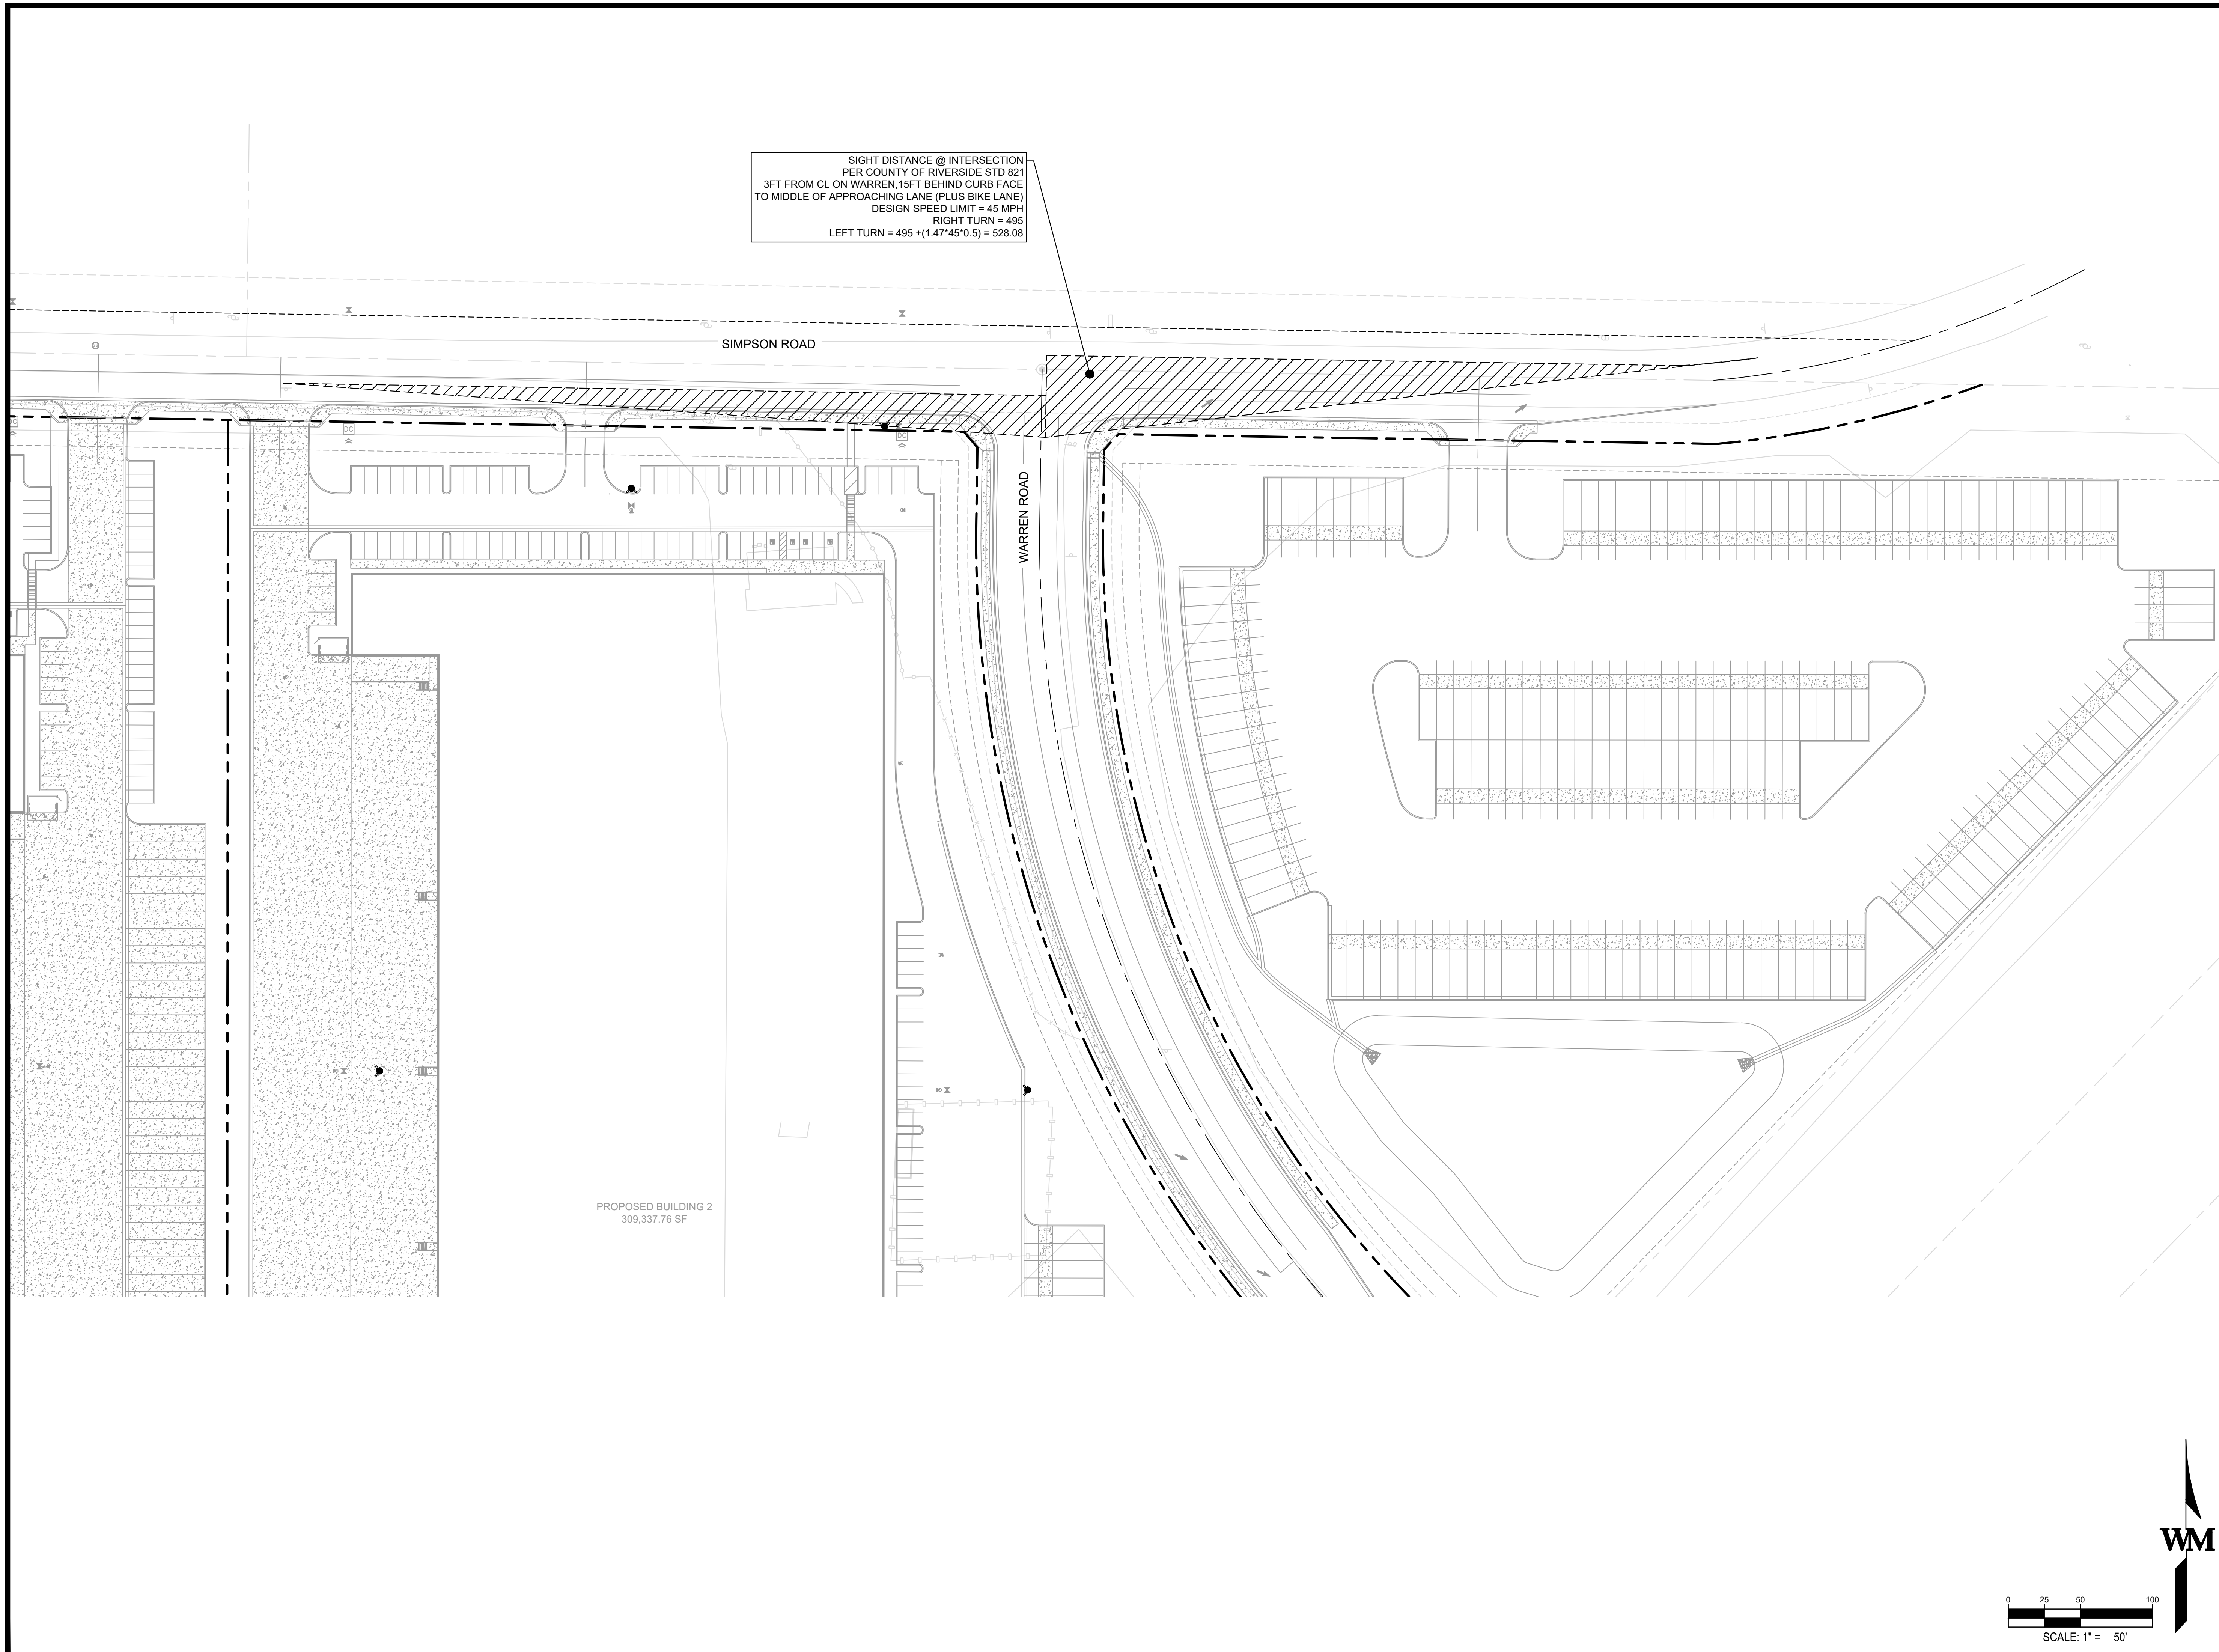 SIGHT DISTANCE @ INTERSECTION
PER COUNTY OF RIVERSIDE STD 821
3FT FROM CL ON WARREN,15FT BEHIND CURB FACE
TO MIDDLE OF APPROACHING LANE (PLUS BIKE LANE)
DESIGN SPEED LIMIT = 45 MPH
RIGHT TURN = 495
LEFT TURN = 495 +(1.47*45*0.5) = 528.08
SIMPSON ROAD
DC
DC
DC
WARREN ROAD
PROPOSED BUILDING 2
309,337.76 SF
WM
0 25 50 100
SCALE: 1" = 50'